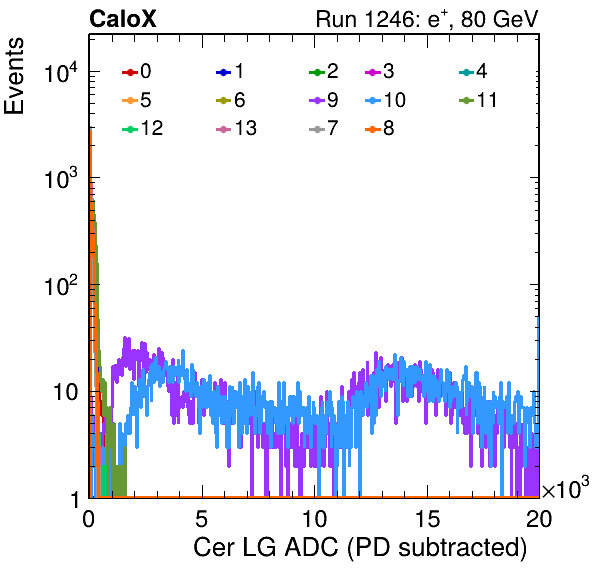 CaloX Run 1246: e⁺, 80 GeV
Events
10⁴
10³
10²
10
1
0 1 2 3 4
5 6 9 10 11
12 13 7 8
0 5 10 15 20
×10³
Cer LG ADC (PD subtracted)